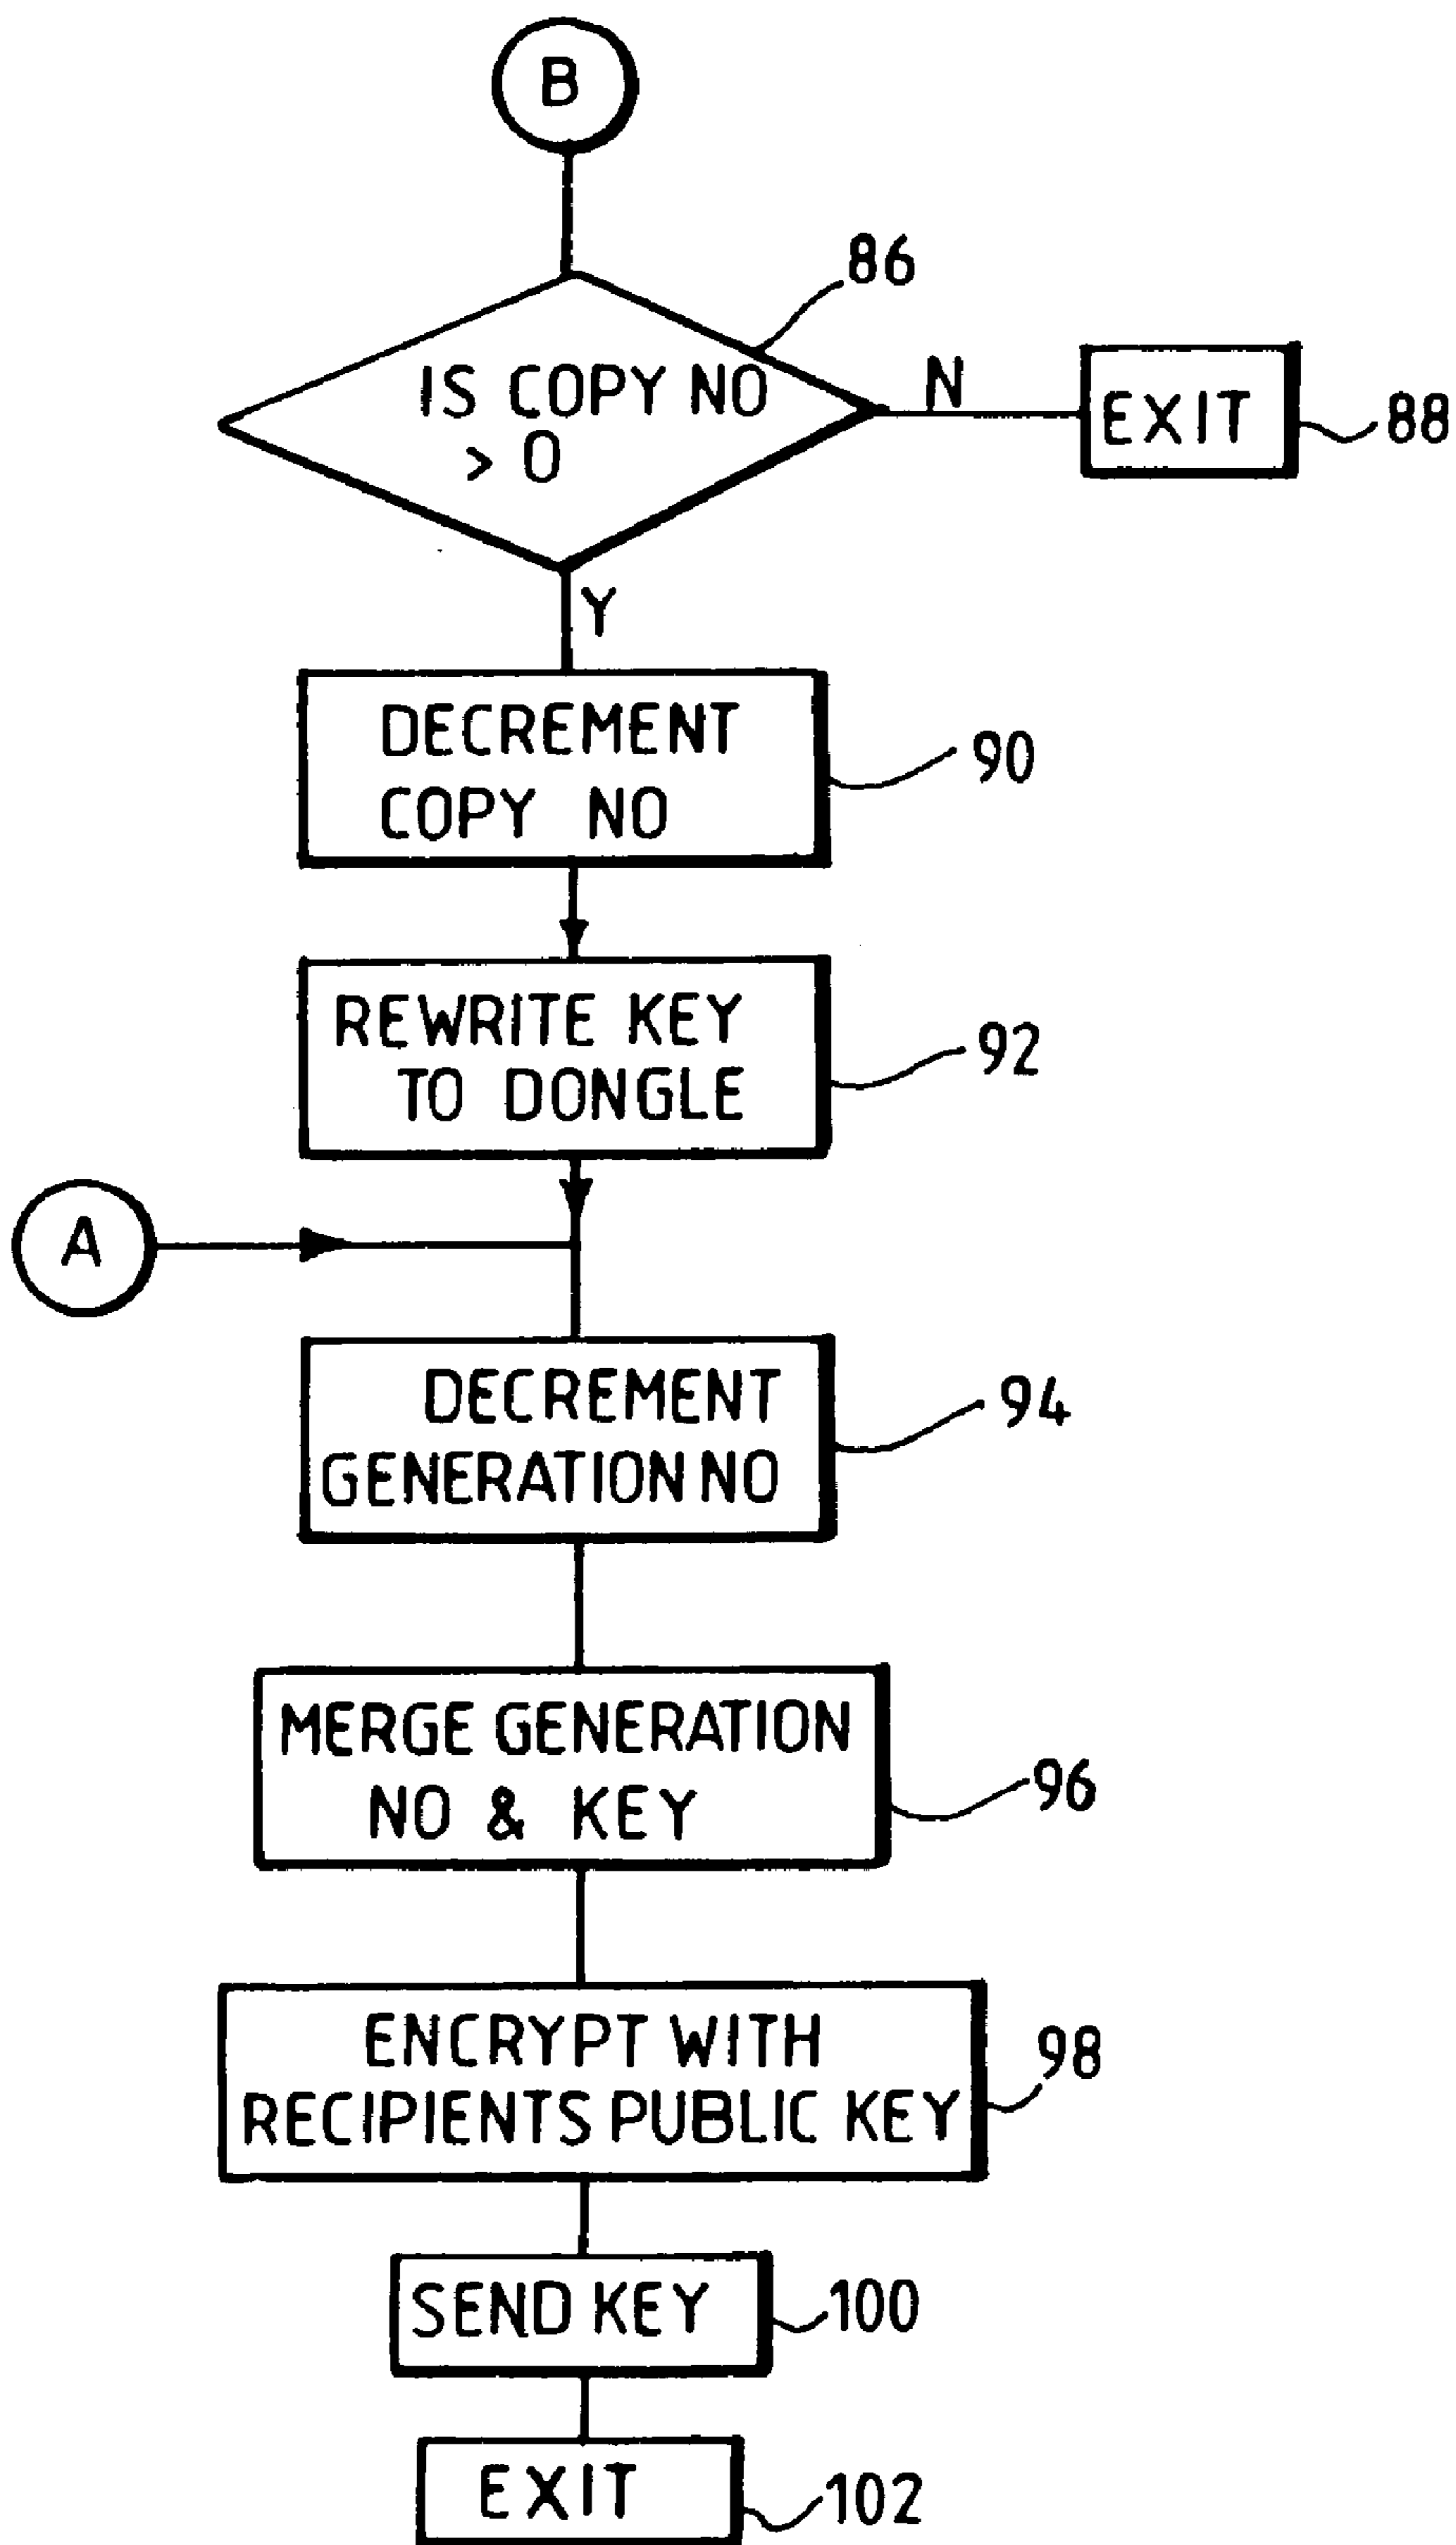 B
86
IS COPY NO
> 0
N
EXIT
88
Y
DECREMENT
COPY NO
90
REWRITE KEY
TO DONGLE
92
A
DECREMENT
GENERATION NO
94
MERGE GENERATION
NO & KEY
96
ENCRYPT WITH
RECIPIENTS PUBLIC KEY
98
SEND KEY
100
EXIT
102